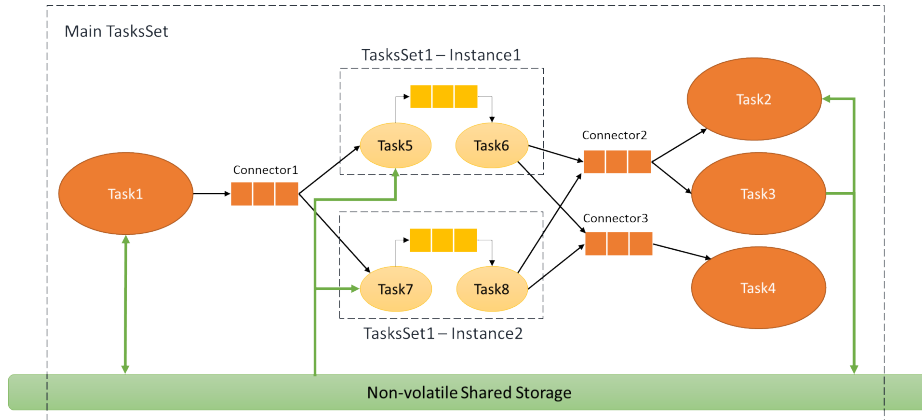 Main TasksSet
TasksSet1 – Instance1
Task1
Connector1
Task5
Task6
Connector2
Task2
Task3
Connector3
Task7
Task8
Task4
TasksSet1 – Instance2
Non-volatile Shared Storage